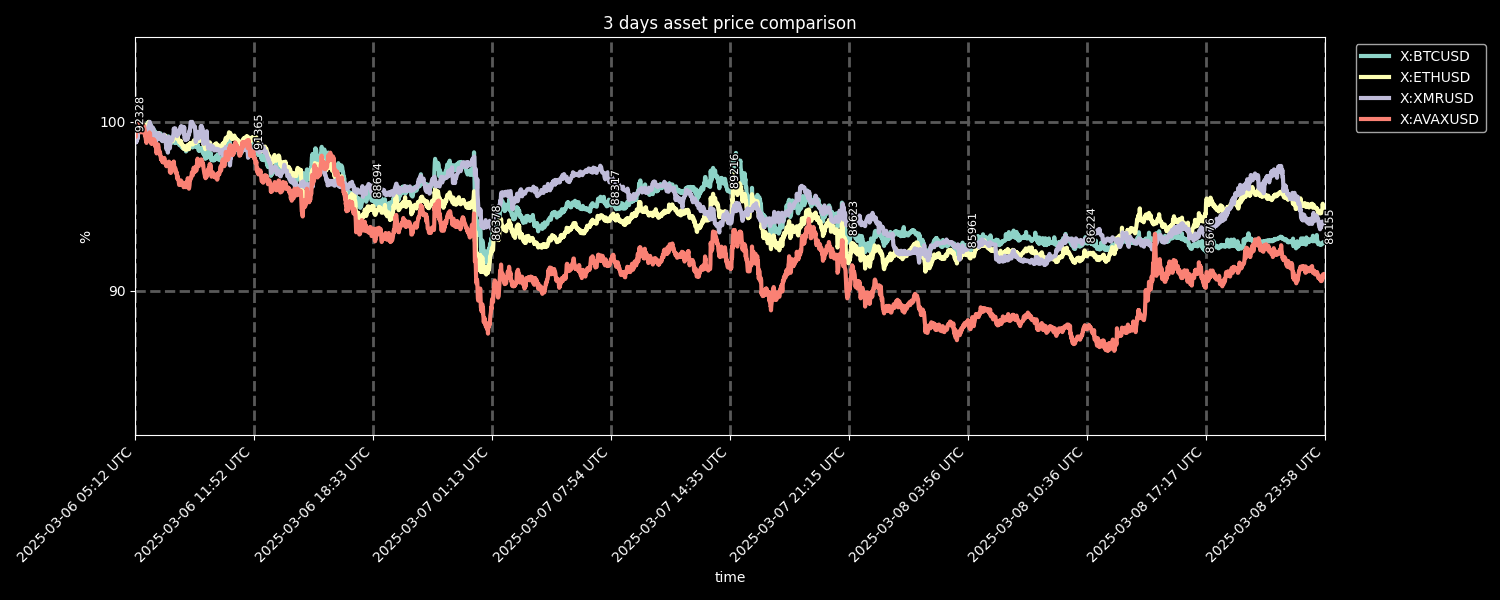 3 days asset price comparison
X:BTCUSD
X:ETHUSD
X:XMRUSD
X:AVAXUSD
%
100
90
92328
91365
88694
86378
88317
89216
86623
85961
86224
85676
86155
2025-03-06 05:12 UTC
2025-03-06 11:52 UTC
2025-03-06 18:33 UTC
2025-03-07 01:13 UTC
2025-03-07 07:54 UTC
2025-03-07 14:35 UTC
2025-03-07 21:15 UTC
2025-03-08 03:56 UTC
2025-03-08 10:36 UTC
2025-03-08 17:17 UTC
2025-03-08 23:58 UTC
time